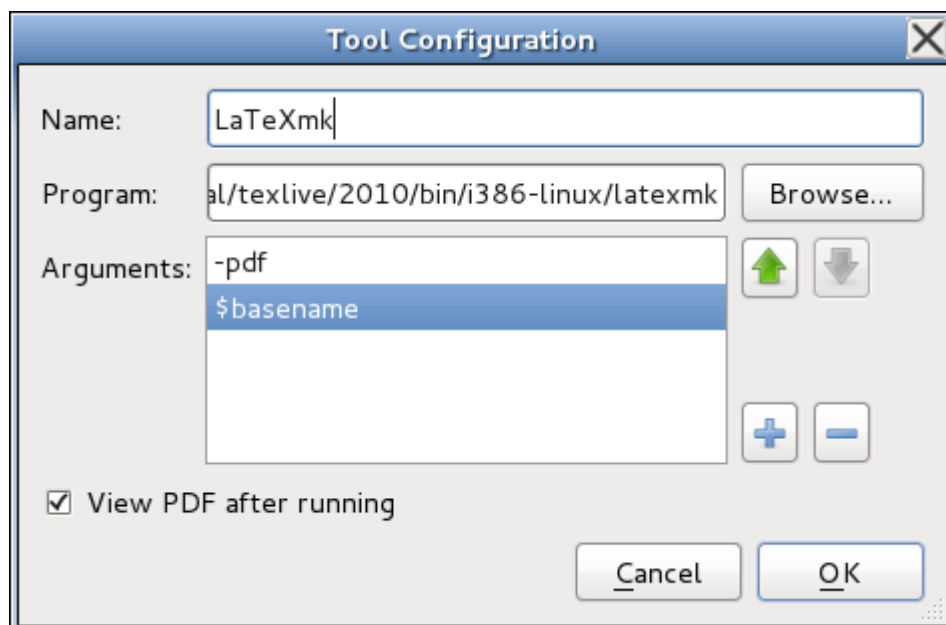 Tool Configuration
Name: LaTeXmk
Program: al/texlive/2010/bin/i386-linux/latexmk Browse...
Arguments: -pdf
$basename
View PDF after running
Cancel OK